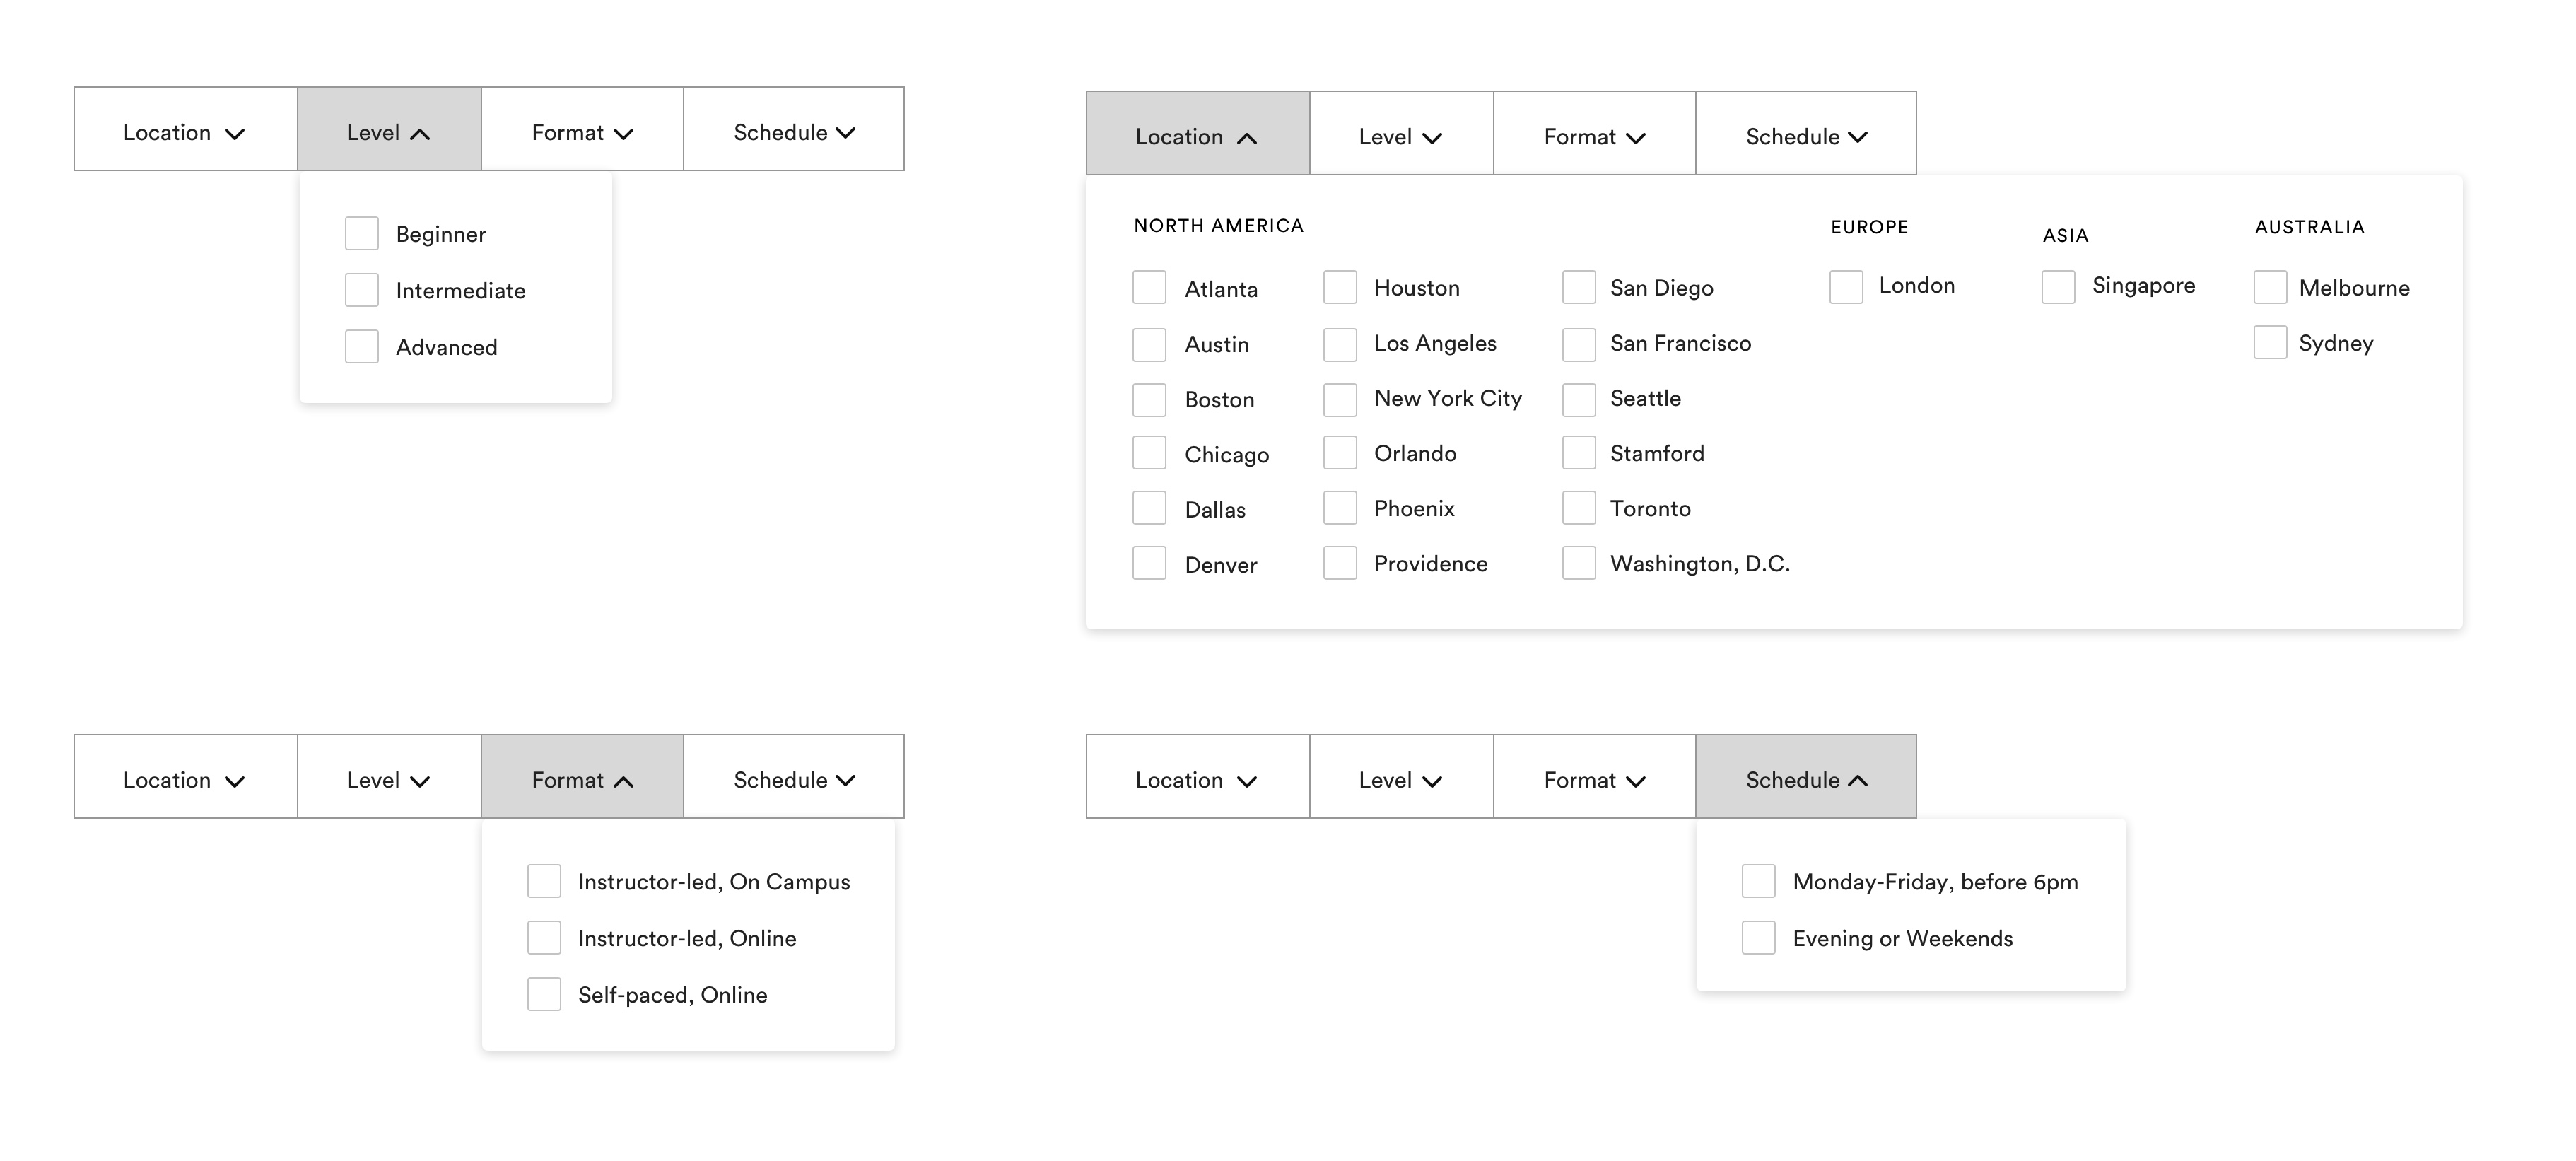 Location Level Format Schedule
Beginner
Intermediate
Advanced
Location Level Format Schedule
NORTH AMERICA EUROPE ASIA AUSTRALIA
Atlanta Houston San Diego London Singapore Melbourne
Austin Los Angeles San Francisco Sydney
Boston New York City Seattle
Chicago Orlando Stamford
Dallas Phoenix Toronto
Denver Providence Washington, D.C.
Location Level Format Schedule
Instructor-led, On Campus
Instructor-led, Online
Self-paced, Online
Location Level Format Schedule
Monday-Friday, before 6pm
Evening or Weekends